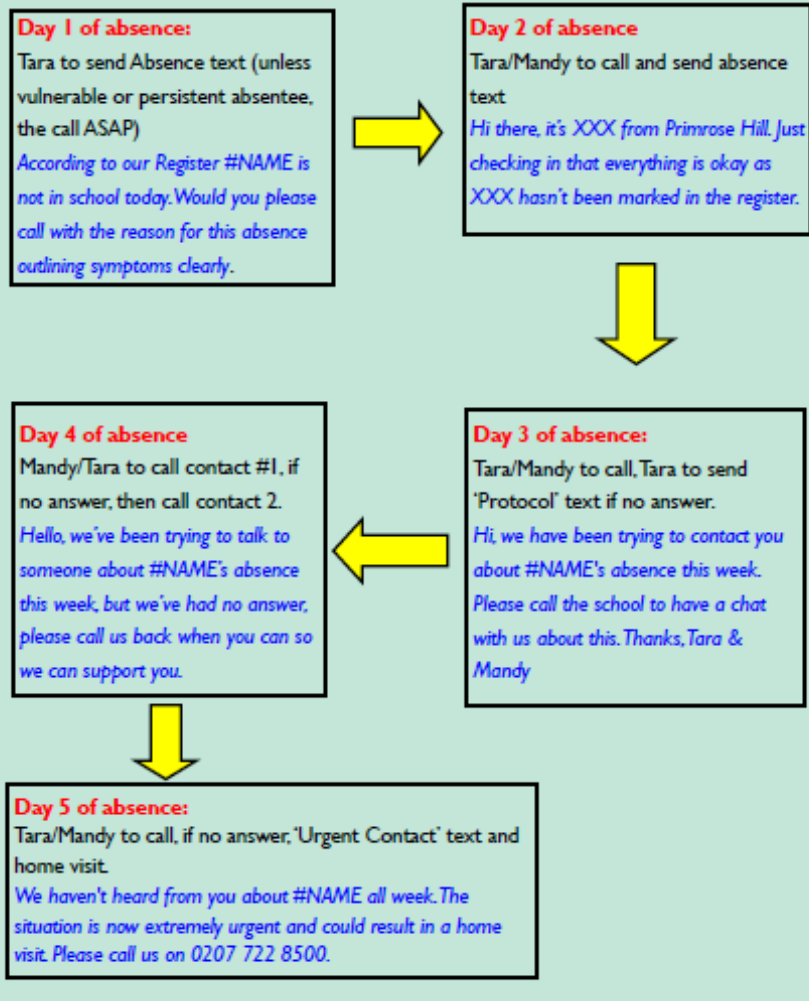 Day 1 of absence:
Tara to send Absence text (unless
vulnerable or persistent absentee,
the call ASAP)
According to our Register #NAME is
not in school today. Would you please
call with the reason for this absence
outlining symptoms clearly.
Day 2 of absence
Tara/Mandy to call and send absence
text
Hi there, it's XXX from Primrose Hill. Just
checking in that everything is okay as
XXX hasn't been marked in the register.
Day 3 of absence:
Tara/Mandy to call, Tara to send
'Protocol' text if no answer.
Hi, we have been trying to contact you
about #NAME's absence this week.
Please call the school to have a chat
with us about this. Thanks, Tara &
Mandy
Day 4 of absence
Mandy/Tara to call contact #1, if
no answer, then call contact 2.
Hello, we've been trying to talk to
someone about #NAME's absence
this week, but we've had no answer,
please call us back when you can so
we can support you.
Day 5 of absence:
Tara/Mandy to call, if no answer, 'Urgent Contact' text and
home visit.
We haven't heard from you about #NAME all week. The
situation is now extremely urgent and could result in a home
visit. Please call us on 0207 722 8500.